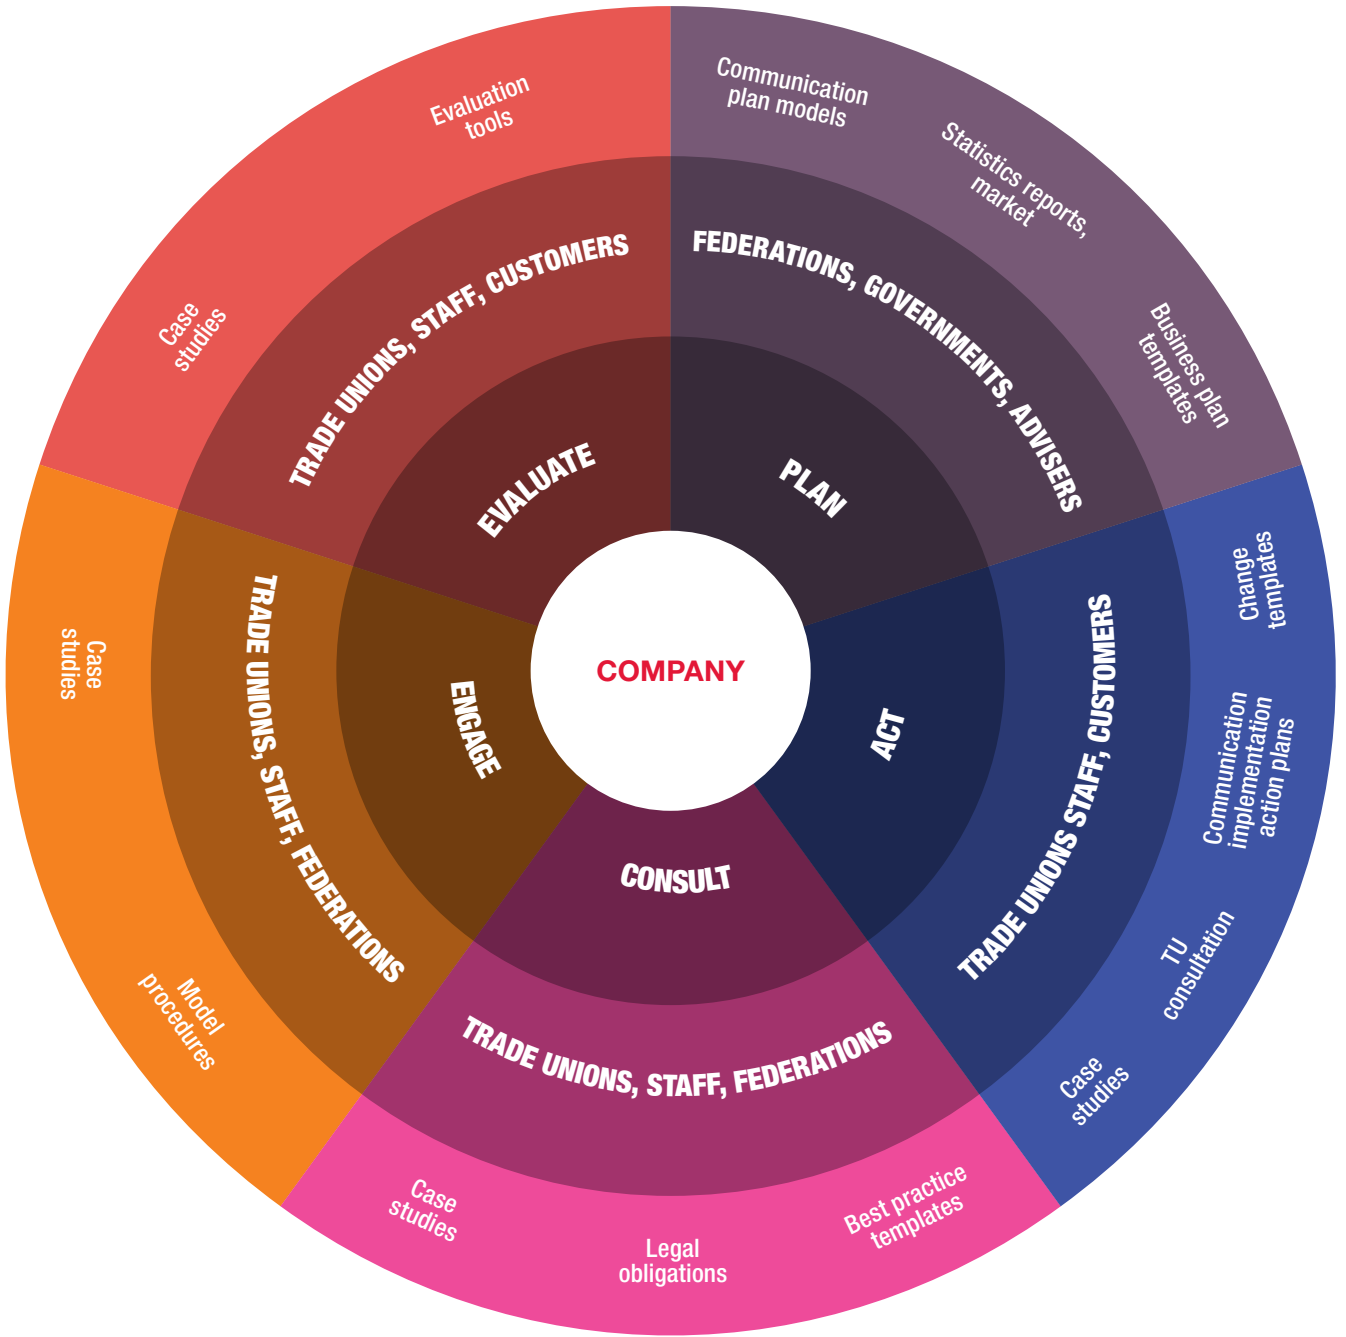 COMPANY
PLAN
FEDERATIONS, GOVERNMENTS, ADVISERS
Communication
plan models
Statistics reports,
market
Business plan
templates
ACT
TRADE UNIONS STAFF, CUSTOMERS
Change
templates
Communication
implementation
action plans
TU
consultation
Case
studies
CONSULT
TRADE UNIONS, STAFF, FEDERATIONS
Best practice
templates
Legal
obligations
Case
studies
ENGAGE
TRADE UNIONS, STAFF, FEDERATIONS
Model
procedures
Case
studies
EVALUATE
TRADE UNIONS, STAFF, CUSTOMERS
Case
studies
Evaluation
tools